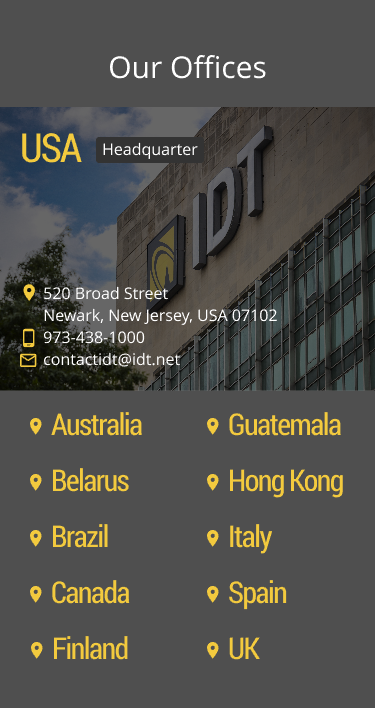 Our Offices
USA
Headquarter
IDT
520 Broad Street
Newark, New Jersey, USA 07102
973-438-1000
contactidt@idt.net
Australia
Guatemala
Belarus
Hong Kong
Brazil
Italy
Canada
Spain
Finland
UK